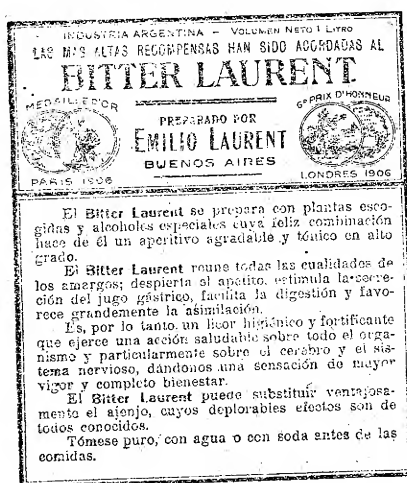 INDUSTRIA ARGENTINA – VOLUMEN NETO 1 LITRO
LAS MAS ALTAS RECOMPENSAS HAN SIDO ACORDADAS AL
BITTER LAURENT
MEDAILLE D'OR
Gd PRIX D'HONNEUR
PREPARADO POR
EMILIO LAURENT
BUENOS AIRES
PARIS 1906
LONDRES 1906
El Bitter Laurent se prepara con plantas esco-
gidas y alcoholes especiales cuya feliz combinación
hace de él un aperitivo agradable y tónico en alto
grado.
El Bitter Laurent reune todas las cualidades de
los amargos; despierta el apetito, estimula la secre-
ción del jugo gástrico, facilita la digestión y favo-
rece grandemente la asimilación.
Es, por lo tanto, un licor higiénico y fortificante
que ejerce una acción saludable sobre todo el orga-
nismo y particularmente sobre el cerebro y el sis-
tema nervioso, dándonos una sensación de mayor
vigor y completo bienestar.
El Bitter Laurent puede substituir ventajosa-
mente el ajenjo, cuyos deplorables efectos son de
todos conocidos.
Tómese puro, con agua o con soda antes de las
comidas.